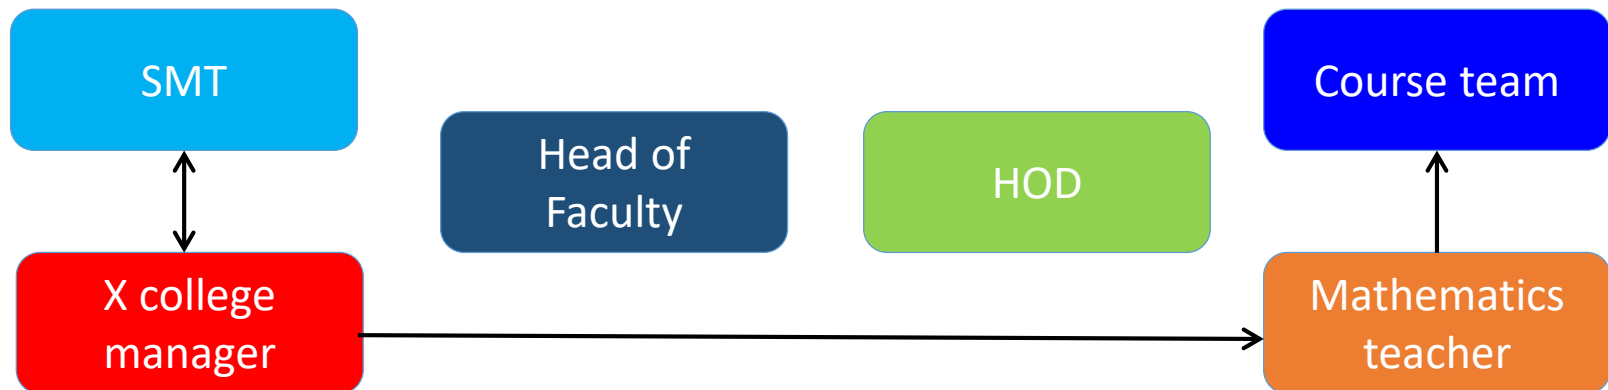 SMT
Course team
Head of
Faculty
HOD
X college
manager
Mathematics
teacher